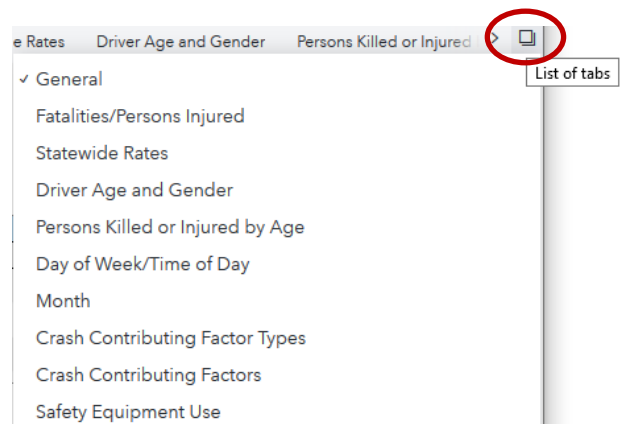 e Rates Driver Age and Gender Persons Killed or Injured >
List of tabs
✓ General
Fatalities/Persons Injured
Statewide Rates
Driver Age and Gender
Persons Killed or Injured by Age
Day of Week/Time of Day
Month
Crash Contributing Factor Types
Crash Contributing Factors
Safety Equipment Use